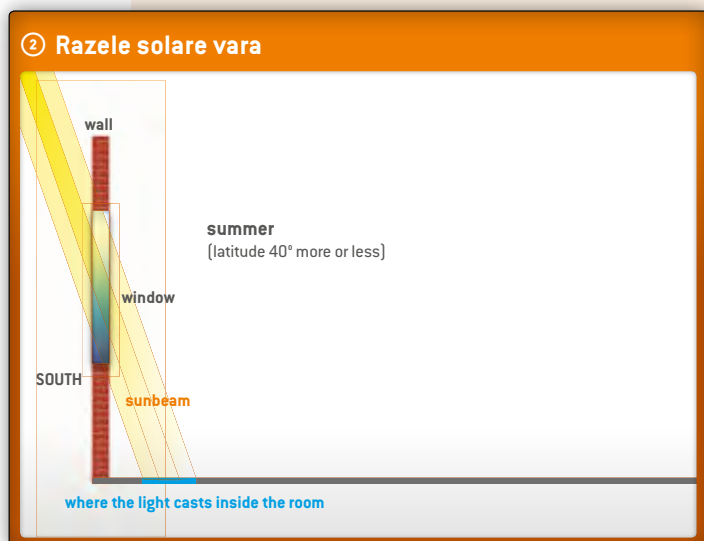 2 Razele solare vara
wall
summer
(latitude 40° more or less)
window
SOUTH
sunbeam
where the light casts inside the room